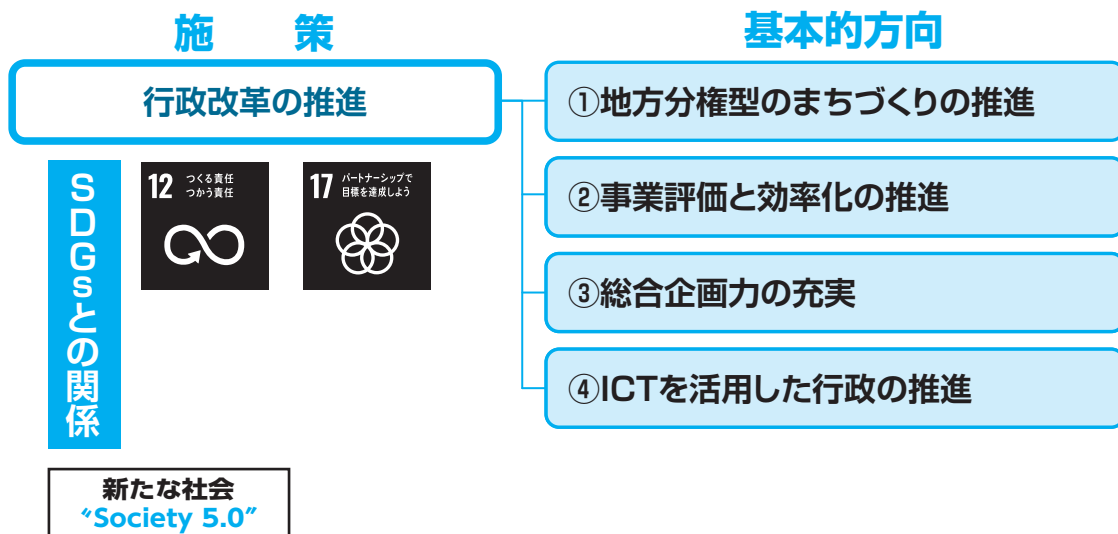 施 策
基本的方向
行政改革の推進
①地方分権型のまちづくりの推進
②事業評価と効率化の推進
③総合企画力の充実
④ICTを活用した行政の推進
SDGsとの関係
12 つくる責任
つかう責任
17 パートナーシップで
目標を達成しよう
新たな社会
“Society 5.0”